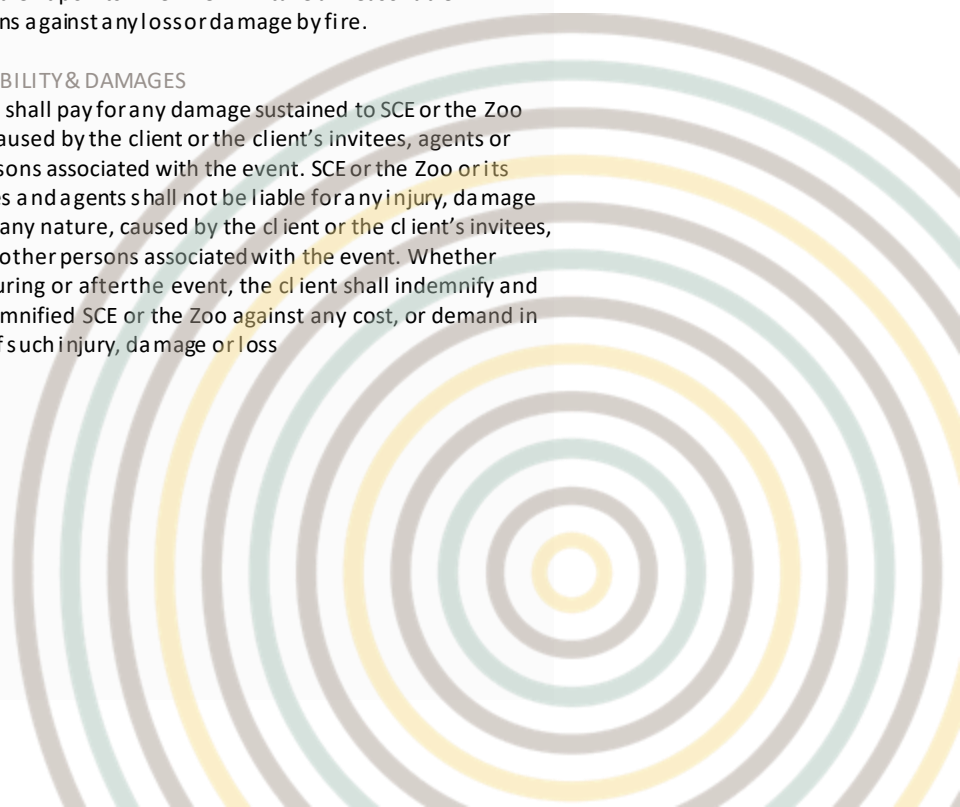 ns against any loss or damage by fire.
BILITY & DAMAGES
shall pay for any damage sustained to SCE or the Zoo
aused by the client or the client's invitees, agents or
sons associated with the event. SCE or the Zoo or its
s and agents shall not be liable for any injury, damage
any nature, caused by the client or the client's invitees,
other persons associated with the event. Whether
uring or afterthe event, the client shall indemnify and
mnified SCE or the Zoo against any cost, or demand in
f such injury, damage or loss